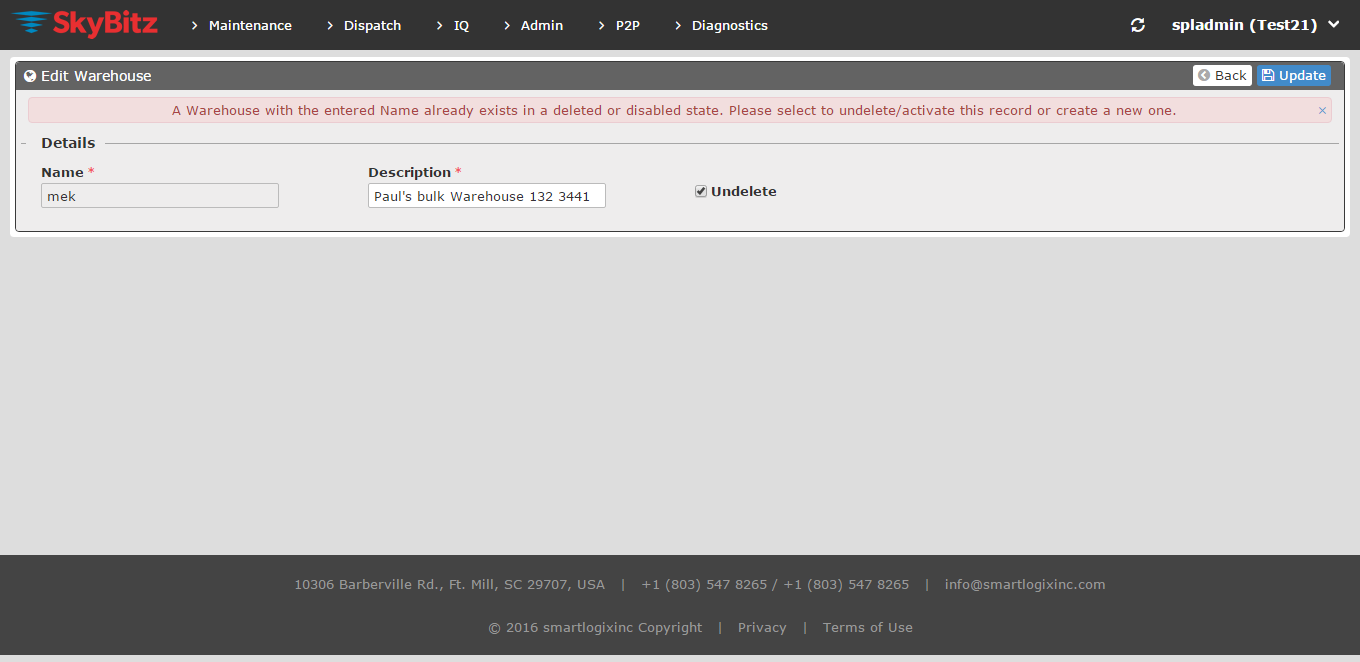 SkyBitz Maintenance Dispatch IQ Admin P2P Diagnostics spladmin (Test21)
Edit Warehouse Back Update
A Warehouse with the entered Name already exists in a deleted or disabled state. Please select to undelete/activate this record or create a new one. ×
Details
Name * Description *
mek Paul's bulk Warehouse 132 3441 Undelete
10306 Barberville Rd., Ft. Mill, SC 29707, USA | +1 (803) 547 8265 / +1 (803) 547 8265 | info@smartlogixinc.com
© 2016 smartlogixinc Copyright | Privacy | Terms of Use